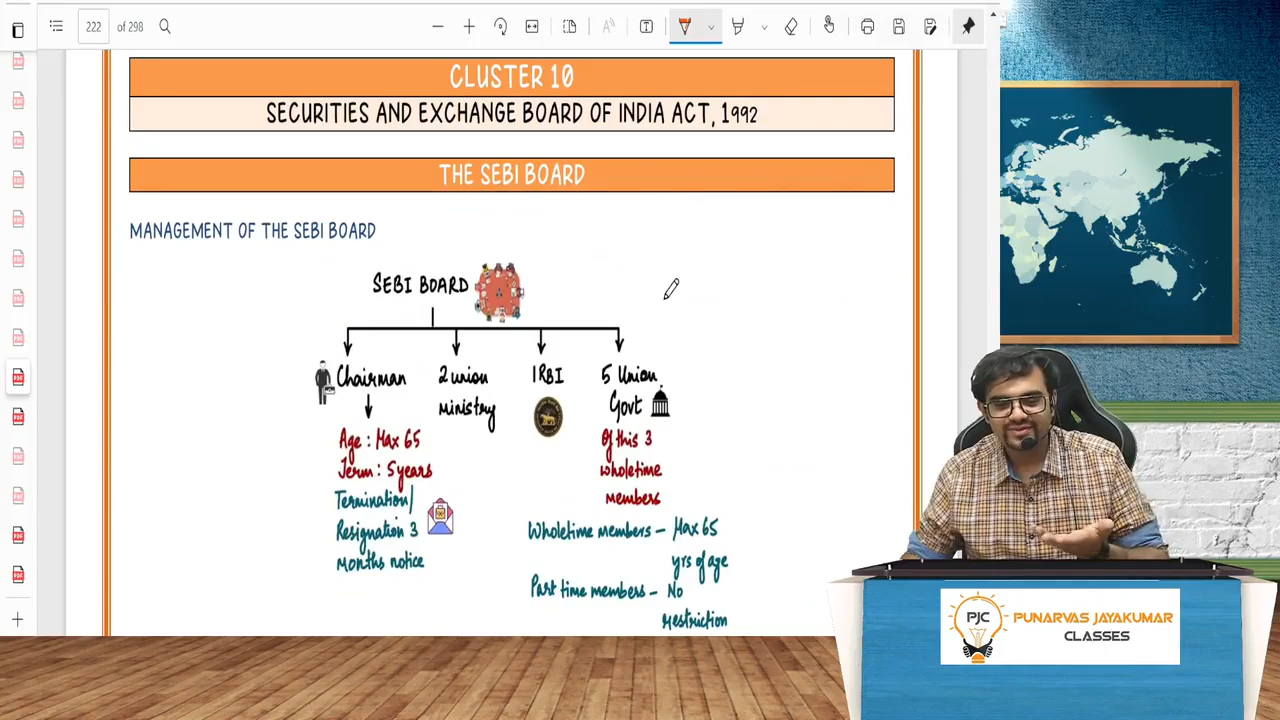 222 of 298
CLUSTER 10
SECURITIES AND EXCHANGE BOARD OF INDIA ACT, 1992
THE SEBI BOARD
MANAGEMENT OF THE SEBI BOARD
SEBI BOARD
Chairman
Age : Max 65
Term : 5 years
Termination/
Resignation 3
months notice
2 union
ministry
1 RBI
5 Union
Govt
Of this 3
wholetime
members
Wholetime members - Max 65
yrs of age
Part time members - No
restriction
PJC
PUNARVAS JAYAKUMAR
CLASSES